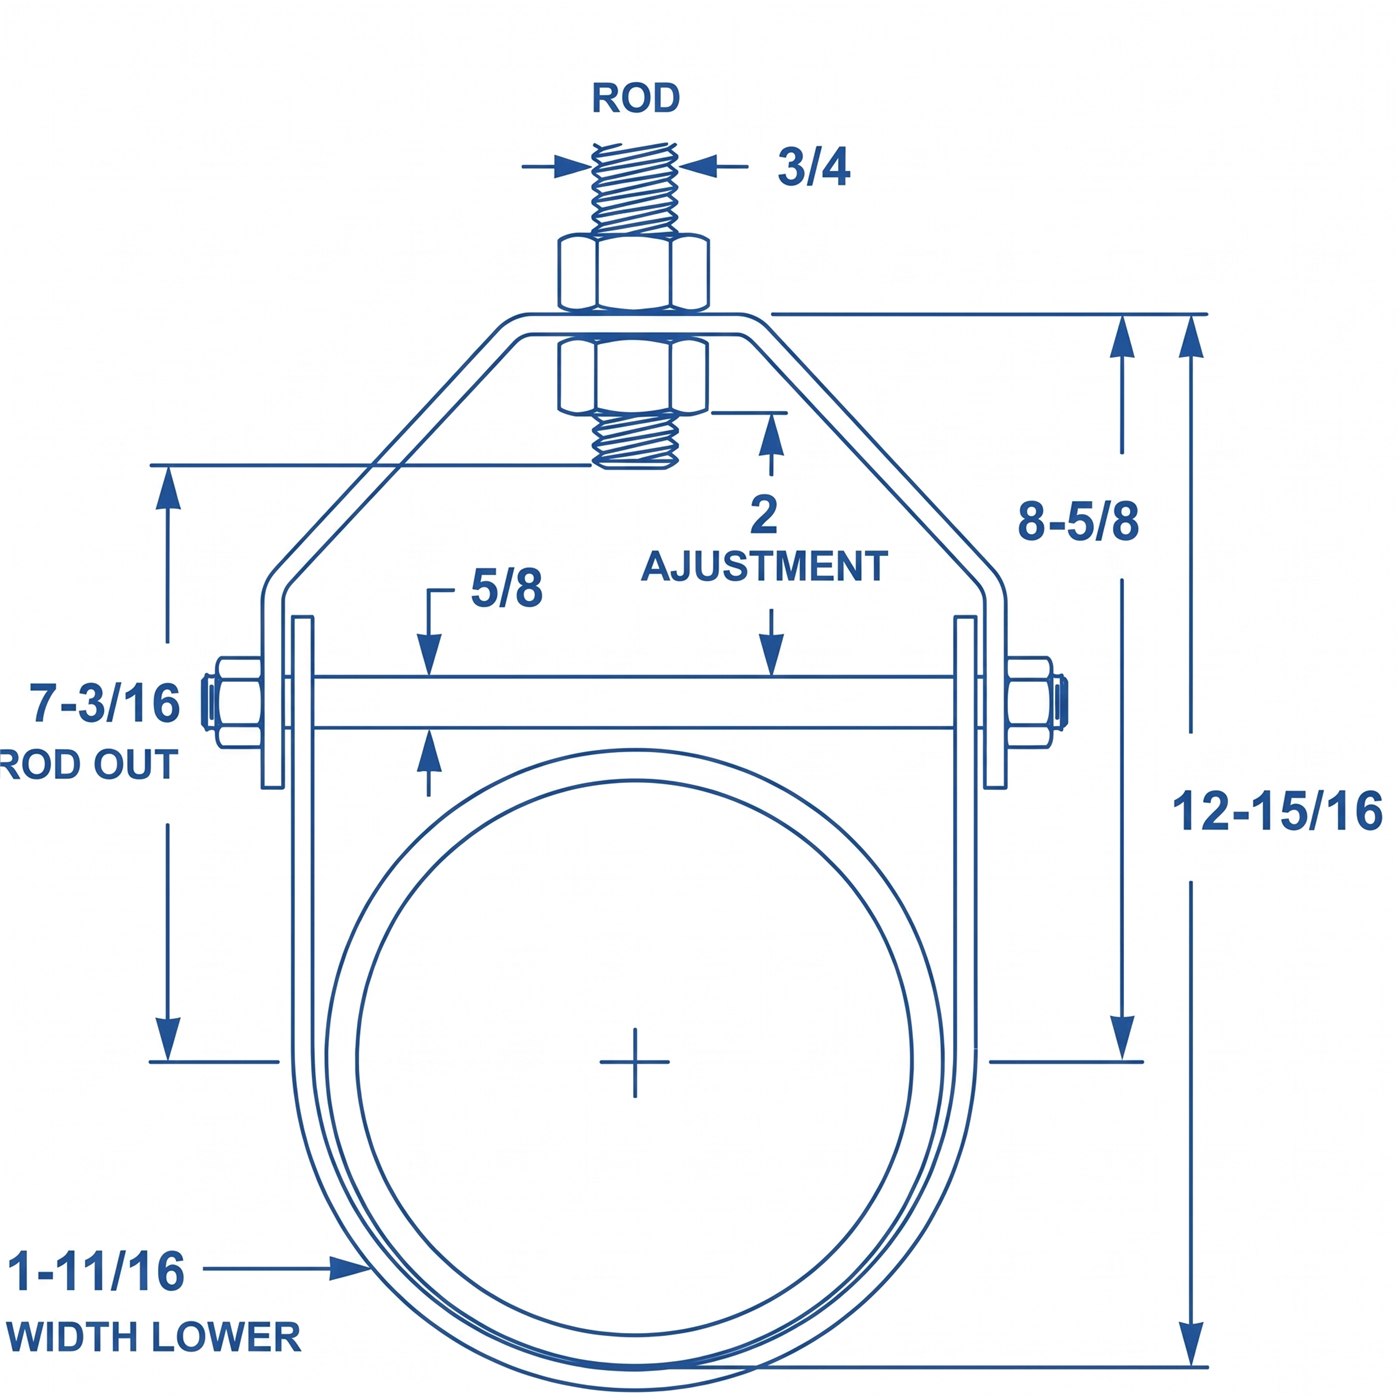 ROD
3/4
8-5/8
2
AJUSTMENT
5/8
7-3/16
ROD OUT
12-15/16
1-11/16
WIDTH LOWER